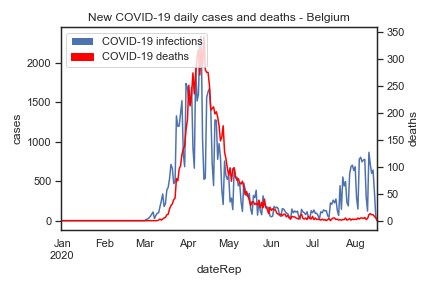 New COVID-19 daily cases and deaths - Belgium
COVID-19 infections
COVID-19 deaths
cases
2000
1500
1000
500
0
deaths
350
300
250
200
150
100
50
0
Jan Feb Mar Apr May Jun Jul Aug
2020
dateRep